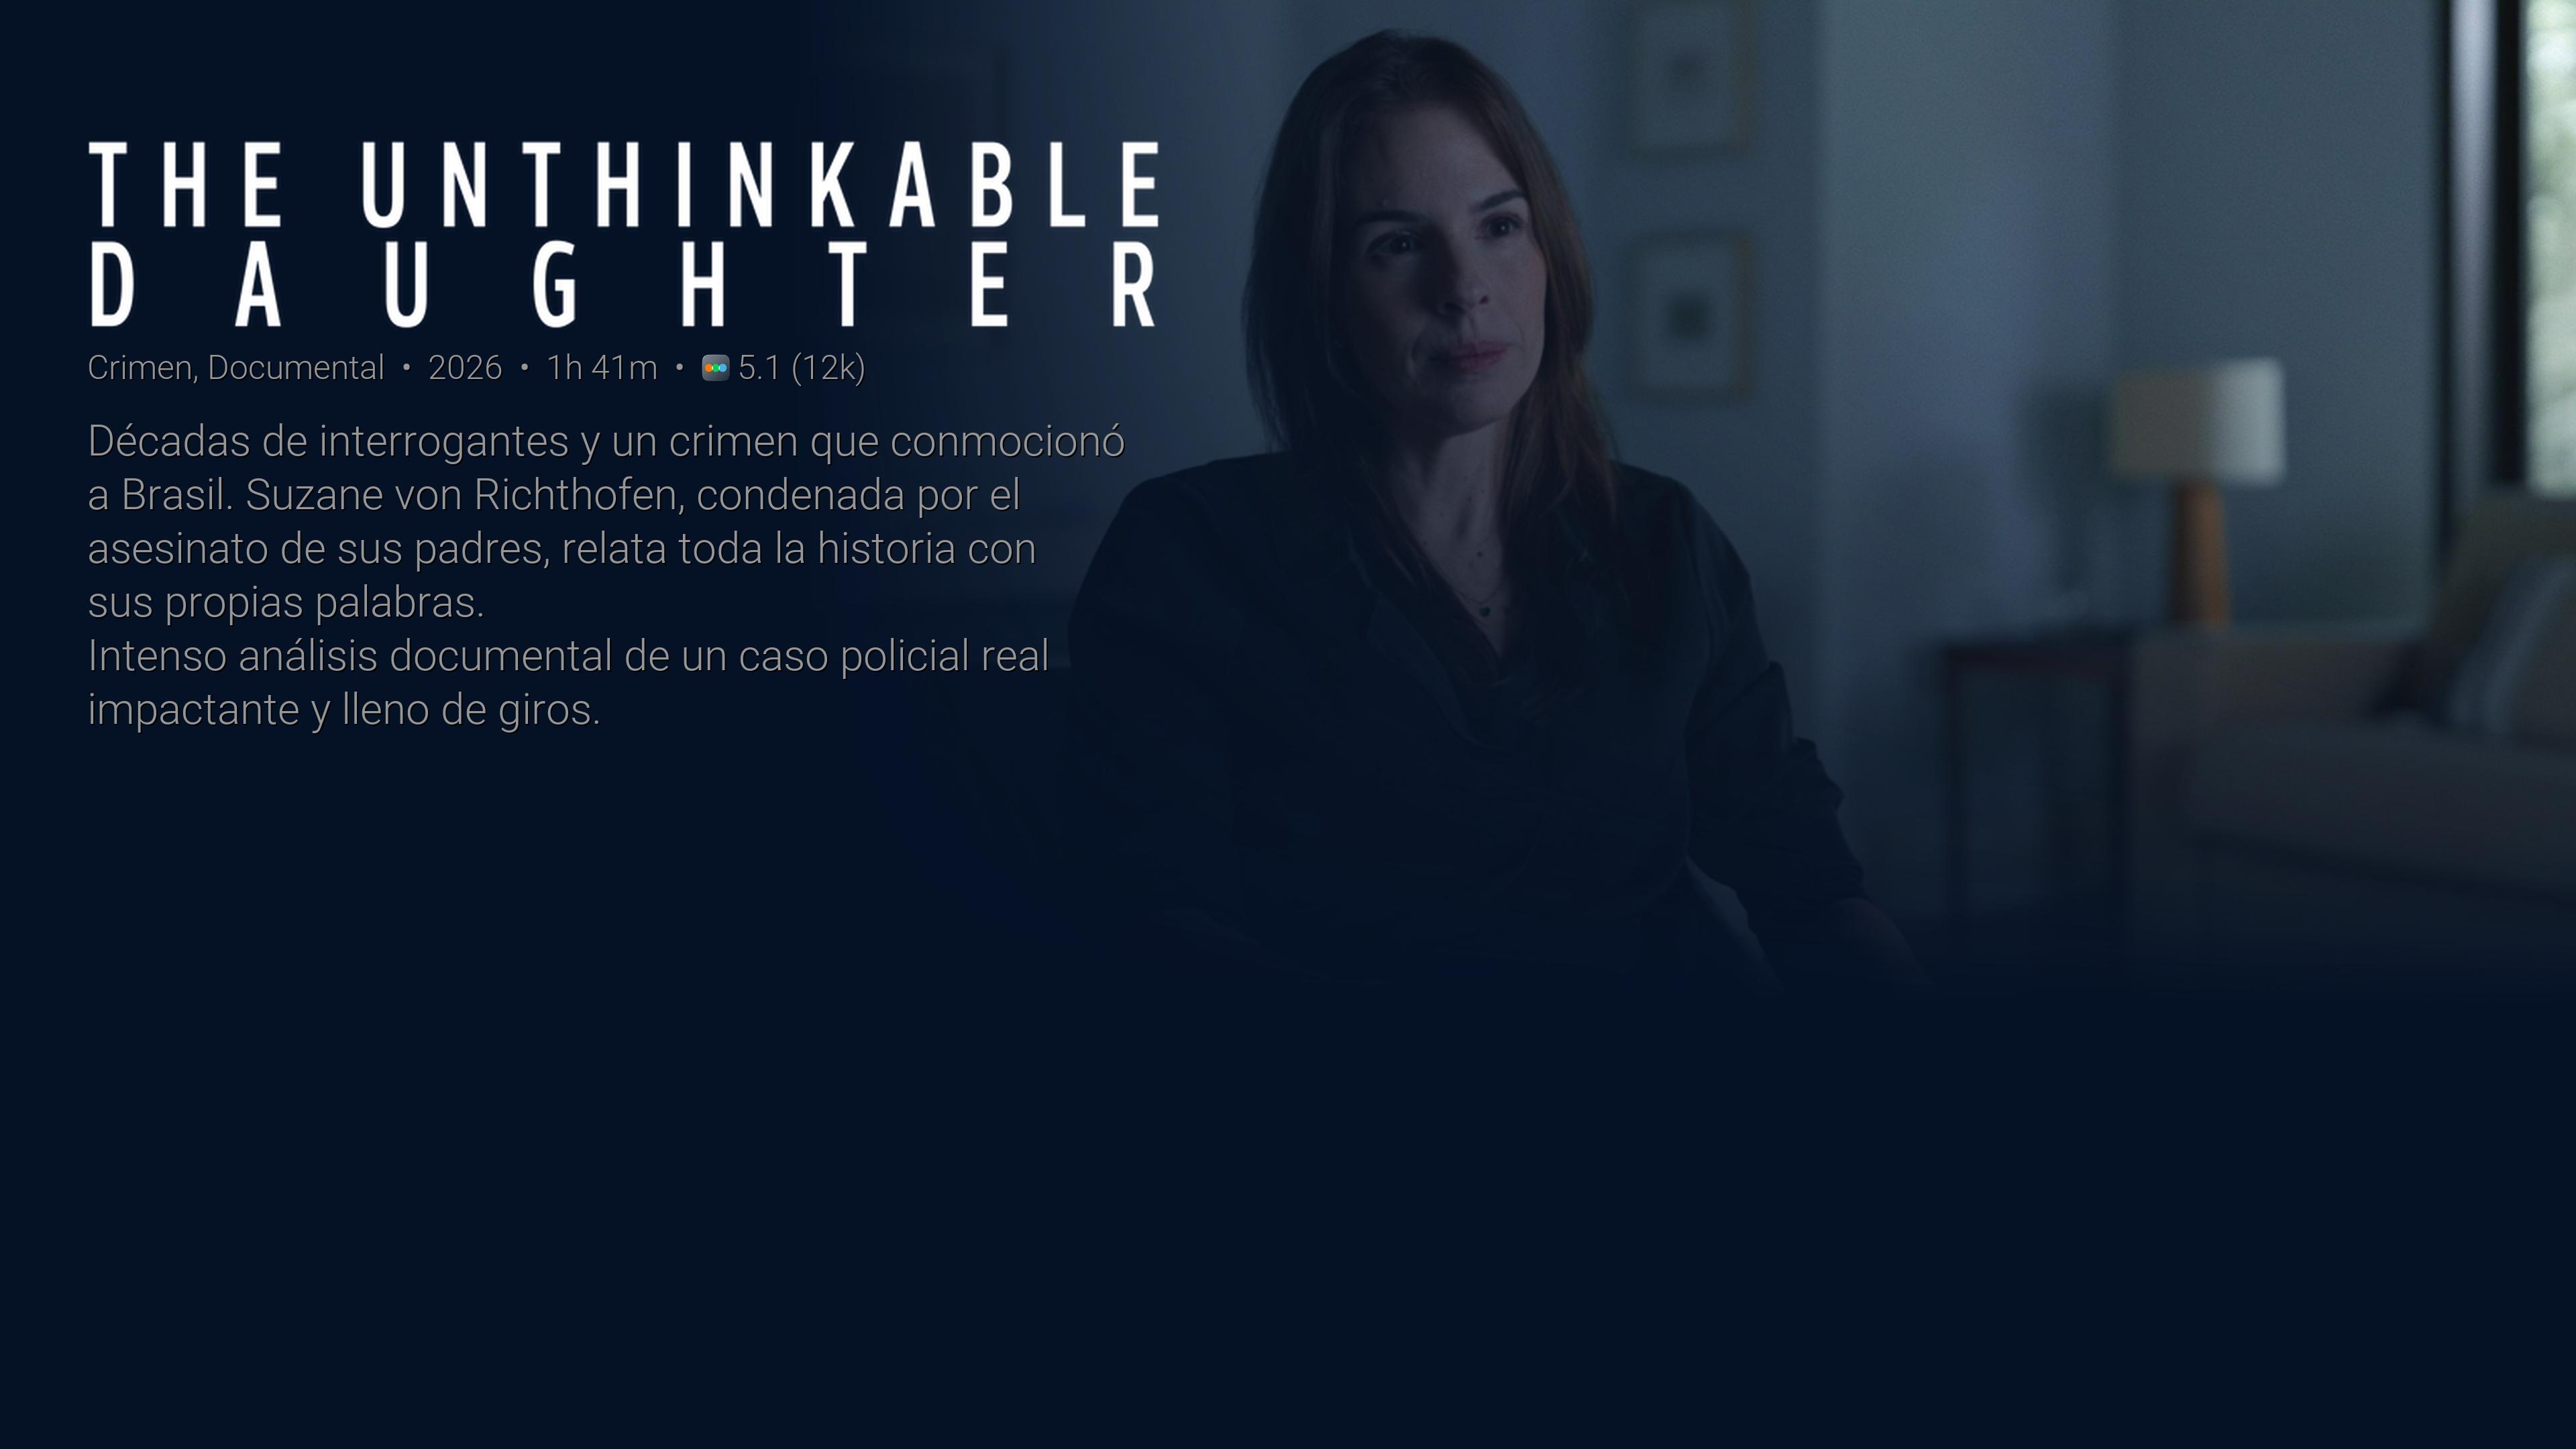 THE UNTHINKABLE
DAUGHTER
Crimen, Documental • 2026 • 1h 41m • 5.1 (12k)
Décadas de interrogantes y un crimen que conmocionó
a Brasil. Suzane von Richthofen, condenada por el
asesinato de sus padres, relata toda la historia con
sus propias palabras.
Intenso análisis documental de un caso policial real
impactante y lleno de giros.